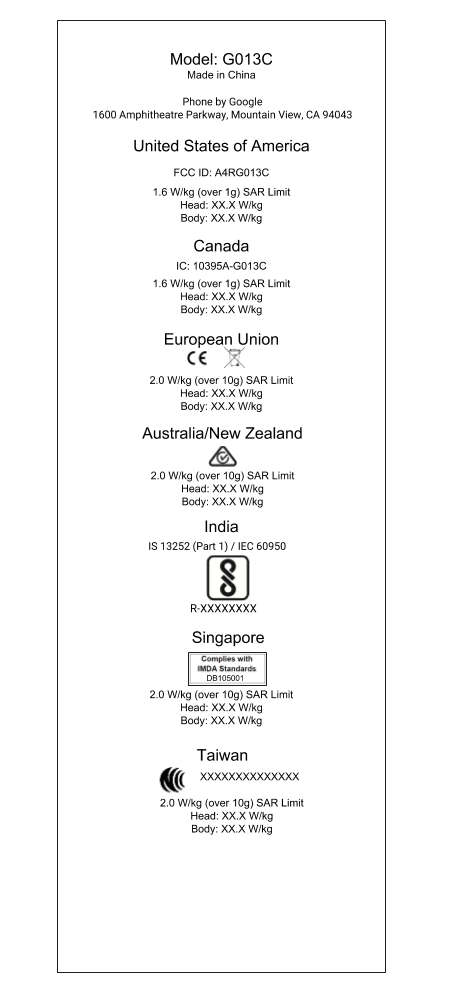 Model: G013C
Made in China
Phone by Google
1600 Amphitheatre Parkway, Mountain View, CA 94043
United States of America
FCC ID: A4RG013C
1.6 W/kg (over 1g) SAR Limit
Head: XX.X W/kg
Body: XX.X W/kg
Canada
IC: 10395A-G013C
1.6 W/kg (over 1g) SAR Limit
Head: XX.X W/kg
Body: XX.X W/kg
European Union
CE
2.0 W/kg (over 10g) SAR Limit
Head: XX.X W/kg
Body: XX.X W/kg
Australia/New Zealand
2.0 W/kg (over 10g) SAR Limit
Head: XX.X W/kg
Body: XX.X W/kg
India
IS 13252 (Part 1) / IEC 60950
R-XXXXXXXX
Singapore
Complies with
IMDA Standards
DB105001
2.0 W/kg (over 10g) SAR Limit
Head: XX.X W/kg
Body: XX.X W/kg
Taiwan
XXXXXXXXXXXXXX
2.0 W/kg (over 10g) SAR Limit
Head: XX.X W/kg
Body: XX.X W/kg